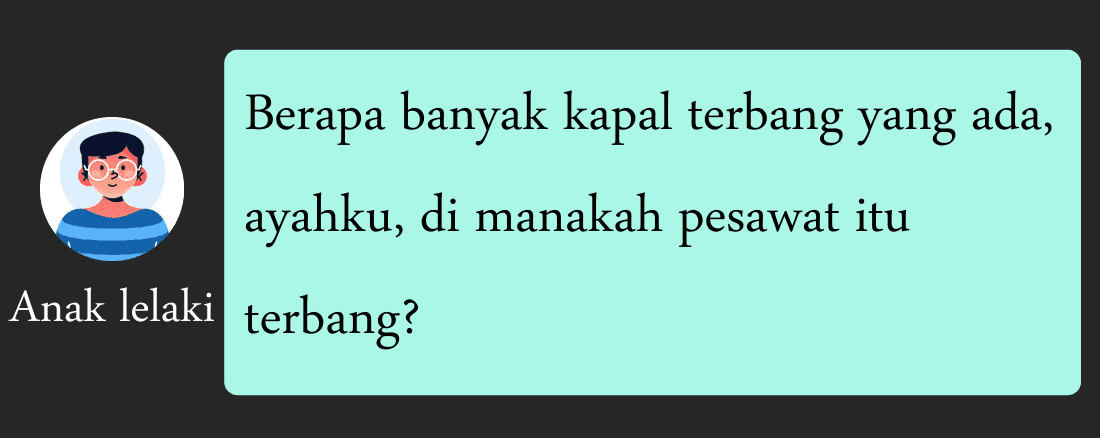 Berapa banyak kapal terbang yang ada,
ayahku, di manakah pesawat itu
terbang?
Anak lelaki